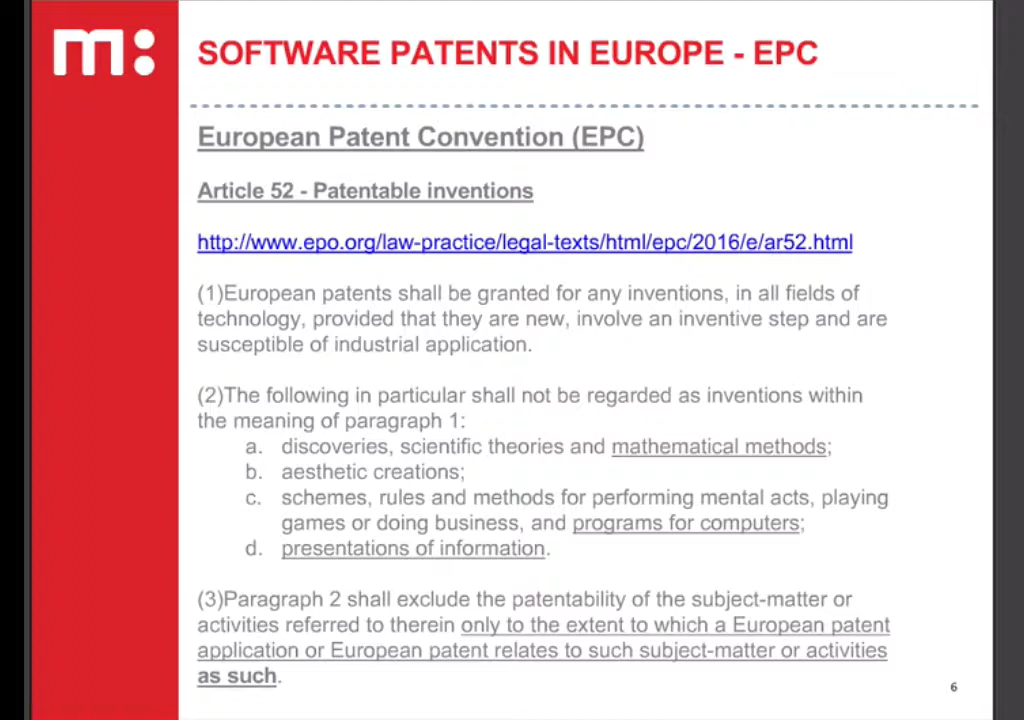 m:
SOFTWARE PATENTS IN EUROPE - EPC
European Patent Convention (EPC)
Article 52 - Patentable inventions
http://www.epo.org/law-practice/legal-texts/html/epc/2016/e/ar52.html
(1)European patents shall be granted for any inventions, in all fields of
technology, provided that they are new, involve an inventive step and are
susceptible of industrial application.
(2)The following in particular shall not be regarded as inventions within
the meaning of paragraph 1:
a. discoveries, scientific theories and mathematical methods;
b. aesthetic creations;
c. schemes, rules and methods for performing mental acts, playing
games or doing business, and programs for computers;
d. presentations of information.
(3)Paragraph 2 shall exclude the patentability of the subject-matter or
activities referred to therein only to the extent to which a European patent
application or European patent relates to such subject-matter or activities
as such.
6